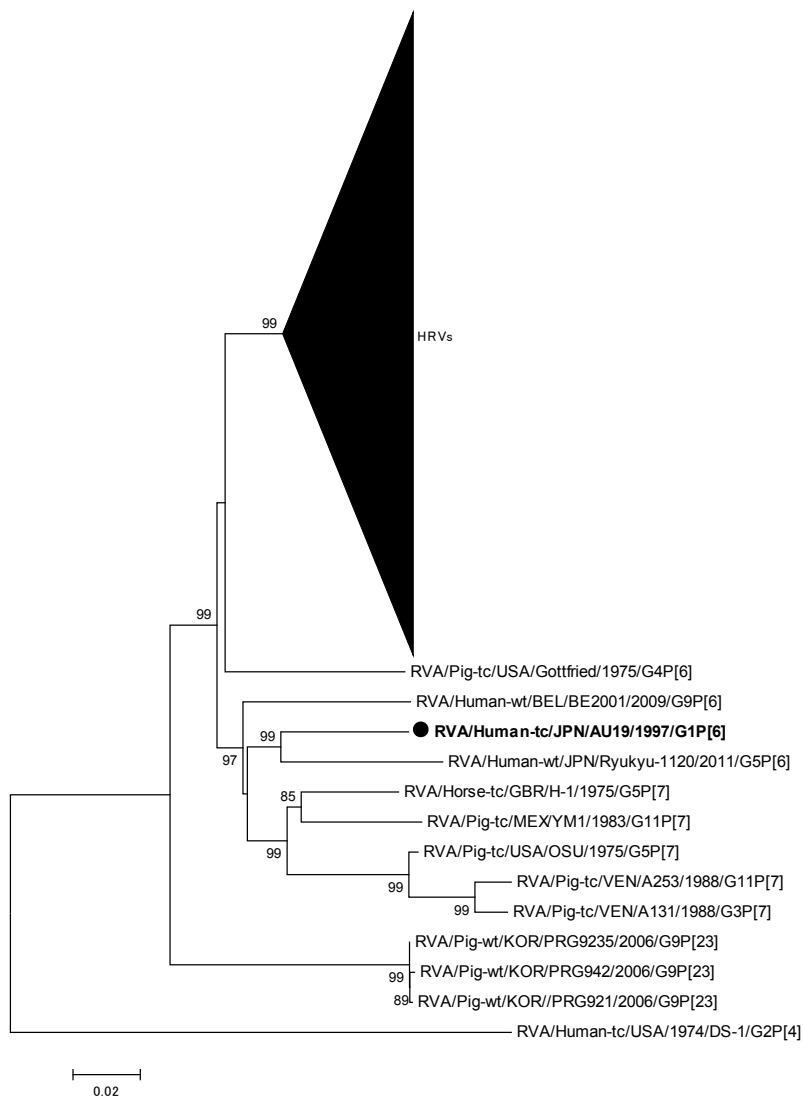 99
HRVs
99
RVA/Pig-tc/USA/Gottfried/1975/G4P[6]
RVA/Human-wt/BEL/BE2001/2009/G9P[6]
99
RVA/Human-tc/JPN/AU19/1997/G1P[6]
97
RVA/Human-wt/JPN/Ryukyu-1120/2011/G5P[6]
85
RVA/Horse-tc/GBR/H-1/1975/G5P[7]
RVA/Pig-tc/MEX/YM1/1983/G11P[7]
99
RVA/Pig-tc/USA/OSU/1975/G5P[7]
99
RVA/Pig-tc/VEN/A253/1988/G11P[7]
99
RVA/Pig-tc/VEN/A131/1988/G3P[7]
RVA/Pig-wt/KOR/PRG9235/2006/G9P[23]
99
RVA/Pig-wt/KOR/PRG942/2006/G9P[23]
89
RVA/Pig-wt/KOR//PRG921/2006/G9P[23]
RVA/Human-tc/USA/1974/DS-1/G2P[4]
0.02